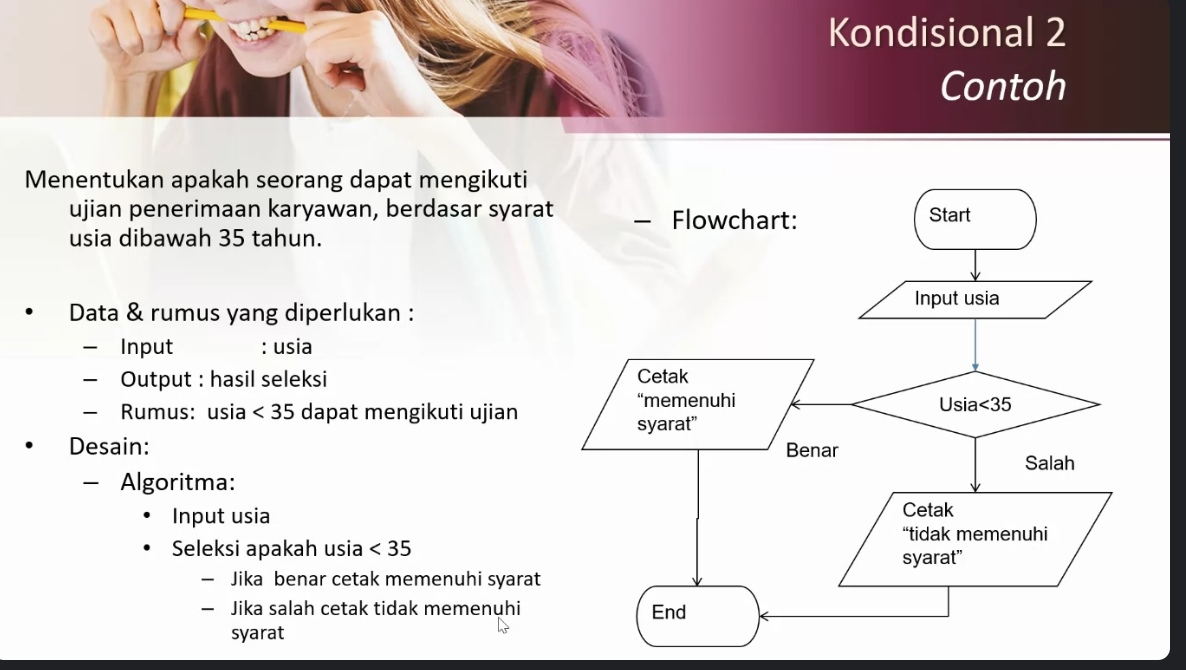 Kondisional 2
Contoh
Menentukan apakah seorang dapat mengikuti
ujian penerimaan karyawan, berdasar syarat
usia dibawah 35 tahun.
• Data & rumus yang diperlukan :
– Input : usia
– Output : hasil seleksi
– Rumus: usia < 35 dapat mengikuti ujian
• Desain:
– Algoritma:
• Input usia
• Seleksi apakah usia < 35
– Jika benar cetak memenuhi syarat
– Jika salah cetak tidak memenuhi
syarat
– Flowchart:
Start
Input usia
Usia<35
Benar
Cetak
“memenuhi
syarat”
Salah
Cetak
“tidak memenuhi
syarat”
End